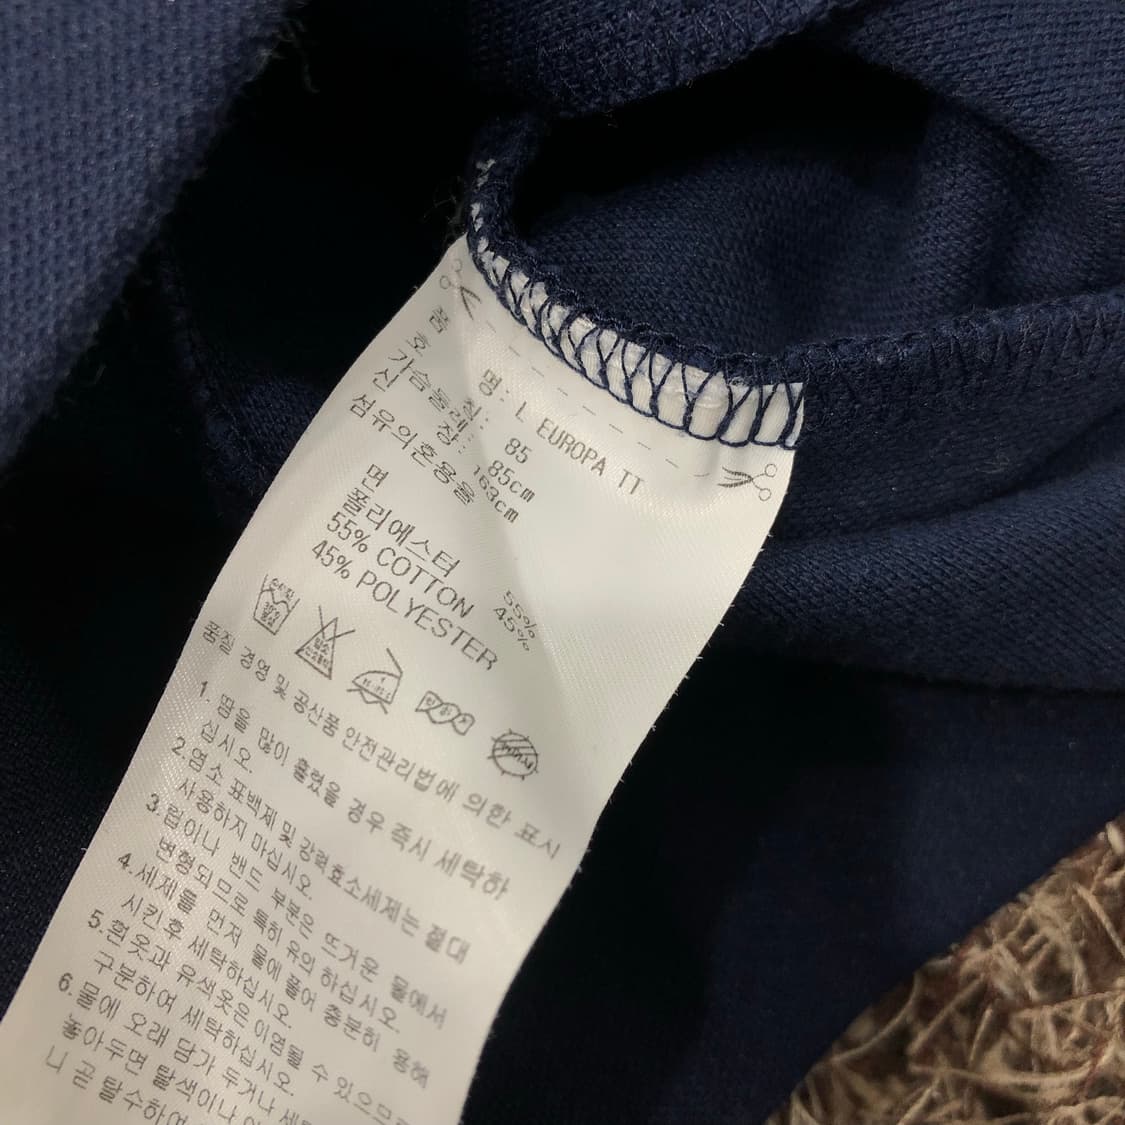 품 명: L EUROPA TT
호 칭: 85
가슴둘레: 85cm
신 장: 163cm
섬유의혼용율
면 55%
폴리에스터 45%
55% COTTON
45% POLYESTER
품질 경영 및 공산품 안전관리법에 의한 표시
1. 땀을 많이 흘렸을 경우 즉시 세탁하
십시오.
2. 염소 표백제 및 강력효소세제는 절대
사용하지 마십시오.
3. 립이나 밴드 부분은 뜨거운 물에서
변형되므로 특히 유의 하십시오.
4. 세제를 먼저 물에 풀어 충분히 용해
시킨후 세탁하십시오.
5. 흰옷과 유색옷은 이염될 수 있으므로
구분하여 세탁하십시오.
6. 물에 오래 담가 두거나
놓아두면 탈색이나
니 곧 탈수하여